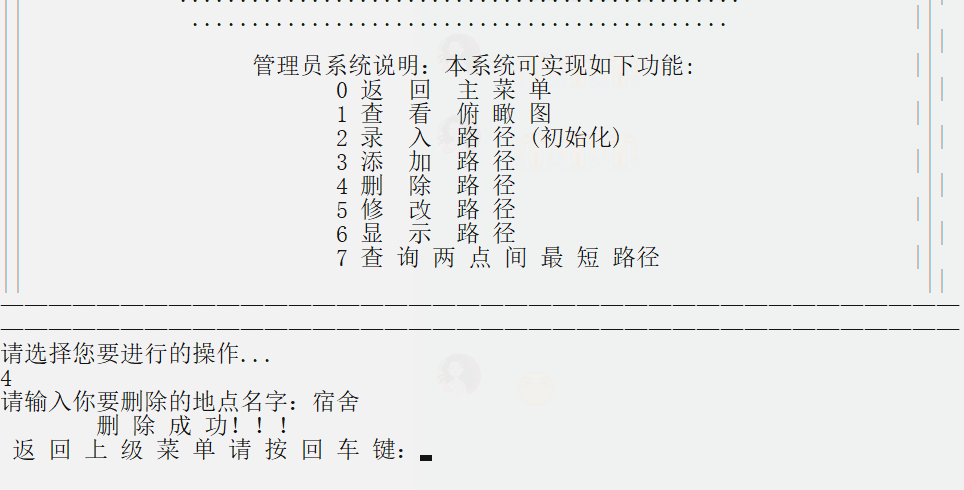 管理员系统说明：本系统可实现如下功能:
0 返 回 主 菜 单
1 查 看 俯 瞰 图
2 录 入 路 径 (初始化)
3 添 加 路 径
4 删 除 路 径
5 修 改 路 径
6 显 示 路 径
7 查 询 两 点 间 最 短 路径
请选择您要进行的操作...
4
请输入你要删除的地点名字：宿舍
删 除 成 功！！！
返 回 上 级 菜 单 请 按 回 车 键：